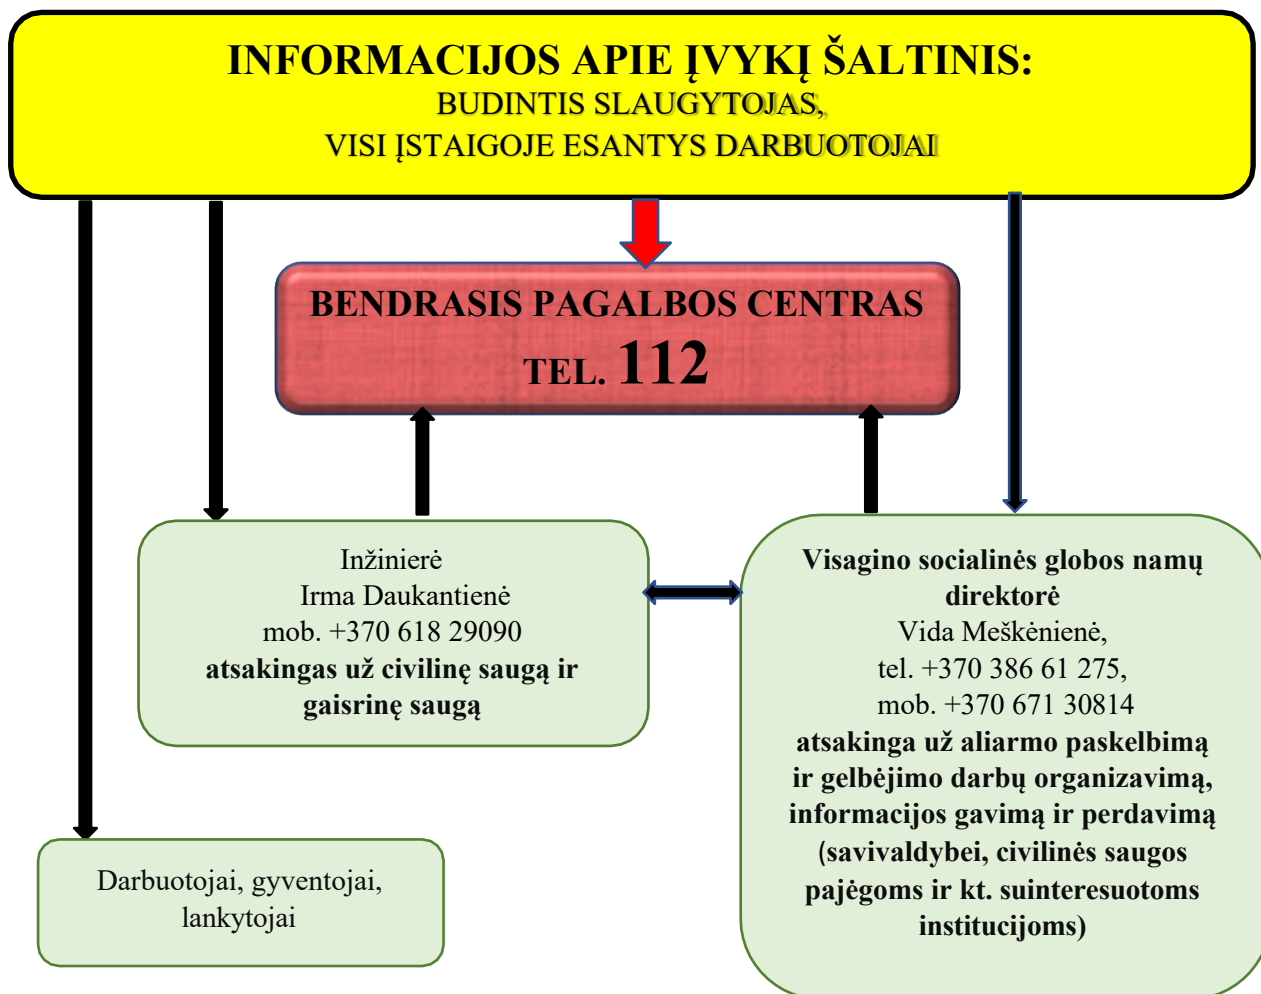 INFORMACIJOS APIE ĮVYKĮ ŠALTINIS:
BUDINTIS SLAUGYTOJAS,
VISI ĮSTAIGOJE ESANTYS DARBUOTOJAI
BENDRASIS PAGALBOS CENTRAS
TEL. 112
Inžinierė
Irma Daukantienė
mob. +370 618 29090
atsakingas už civilinę saugą ir
gaisrinę saugą
Visagino socialinės globos namų
direktorė
Vida Meškėnienė,
tel. +370 386 61 275,
mob. +370 671 30814
atsakinga už aliarmo paskelbimą
ir gelbėjimo darbų organizavimą,
informacijos gavimą ir perdavimą
(savivaldybei, civilinės saugos
pajėgoms ir kt. suinteresuotoms
institucijoms)
Darbuotojai, gyventojai,
lankytojai